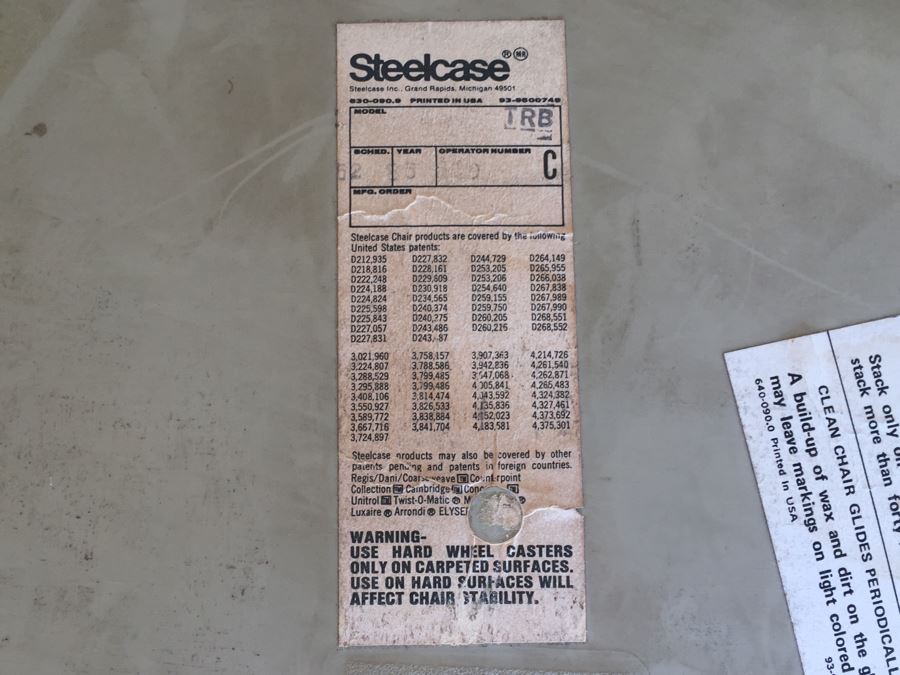 Steelcase ® MR
Steelcase Inc., Grand Rapids, Michigan 49501
830-090.9 PRINTED IN USA 93-9500749
MODEL
TRB
SCHED. YEAR OPERATOR NUMBER C
MFG. ORDER
Steelcase Chair products are covered by the following
United States patents:
D212,935 D227,832 D244,729 D264,149
D218,816 D228,161 D253,205 D265,955
D222,248 D229,609 D253,206 D266,038
D224,188 D230,918 D254,640 D267,838
D224,824 D234,565 D259,155 D267,989
D225,598 D240,374 D259,750 D267,990
D225,843 D240,275 D260,205 D268,551
D227,057 D243,486 D260,216 D268,552
D227,831
3,021,960 3,758,157 3,907,363 4,214,726
3,224,807 3,788,586 3,942,836 4,261,540
3,288,529 3,799,485 4,262,871
3,295,888 3,799,486 4,265,483
3,408,106 3,814,474 4,324,382
3,550,927 3,826,533 4,327,461
3,589,772 3,838,884 4,373,692
3,667,716 3,841,704 4,183,581 4,375,301
3,724,897
Steelcase products may also be covered by other
patents pending and patents in foreign countries.
Regis/Dani/Coarseweave Counterpoint
Collection Cambridge
Unitrol Twist-O-Matic ®
Luxaire ® Arrondi ®
WARNING-
USE HARD WHEEL CASTERS
ONLY ON CARPETED SURFACES.
USE ON HARD SURFACES WILL
AFFECT CHAIR STABILITY.
Stack only
stack more than forty
CLEAN CHAIR GLIDES PERIODICALL
A build-up of wax and dirt on the g
may leave markings on light colored
640-090.0 Printed in USA 93-